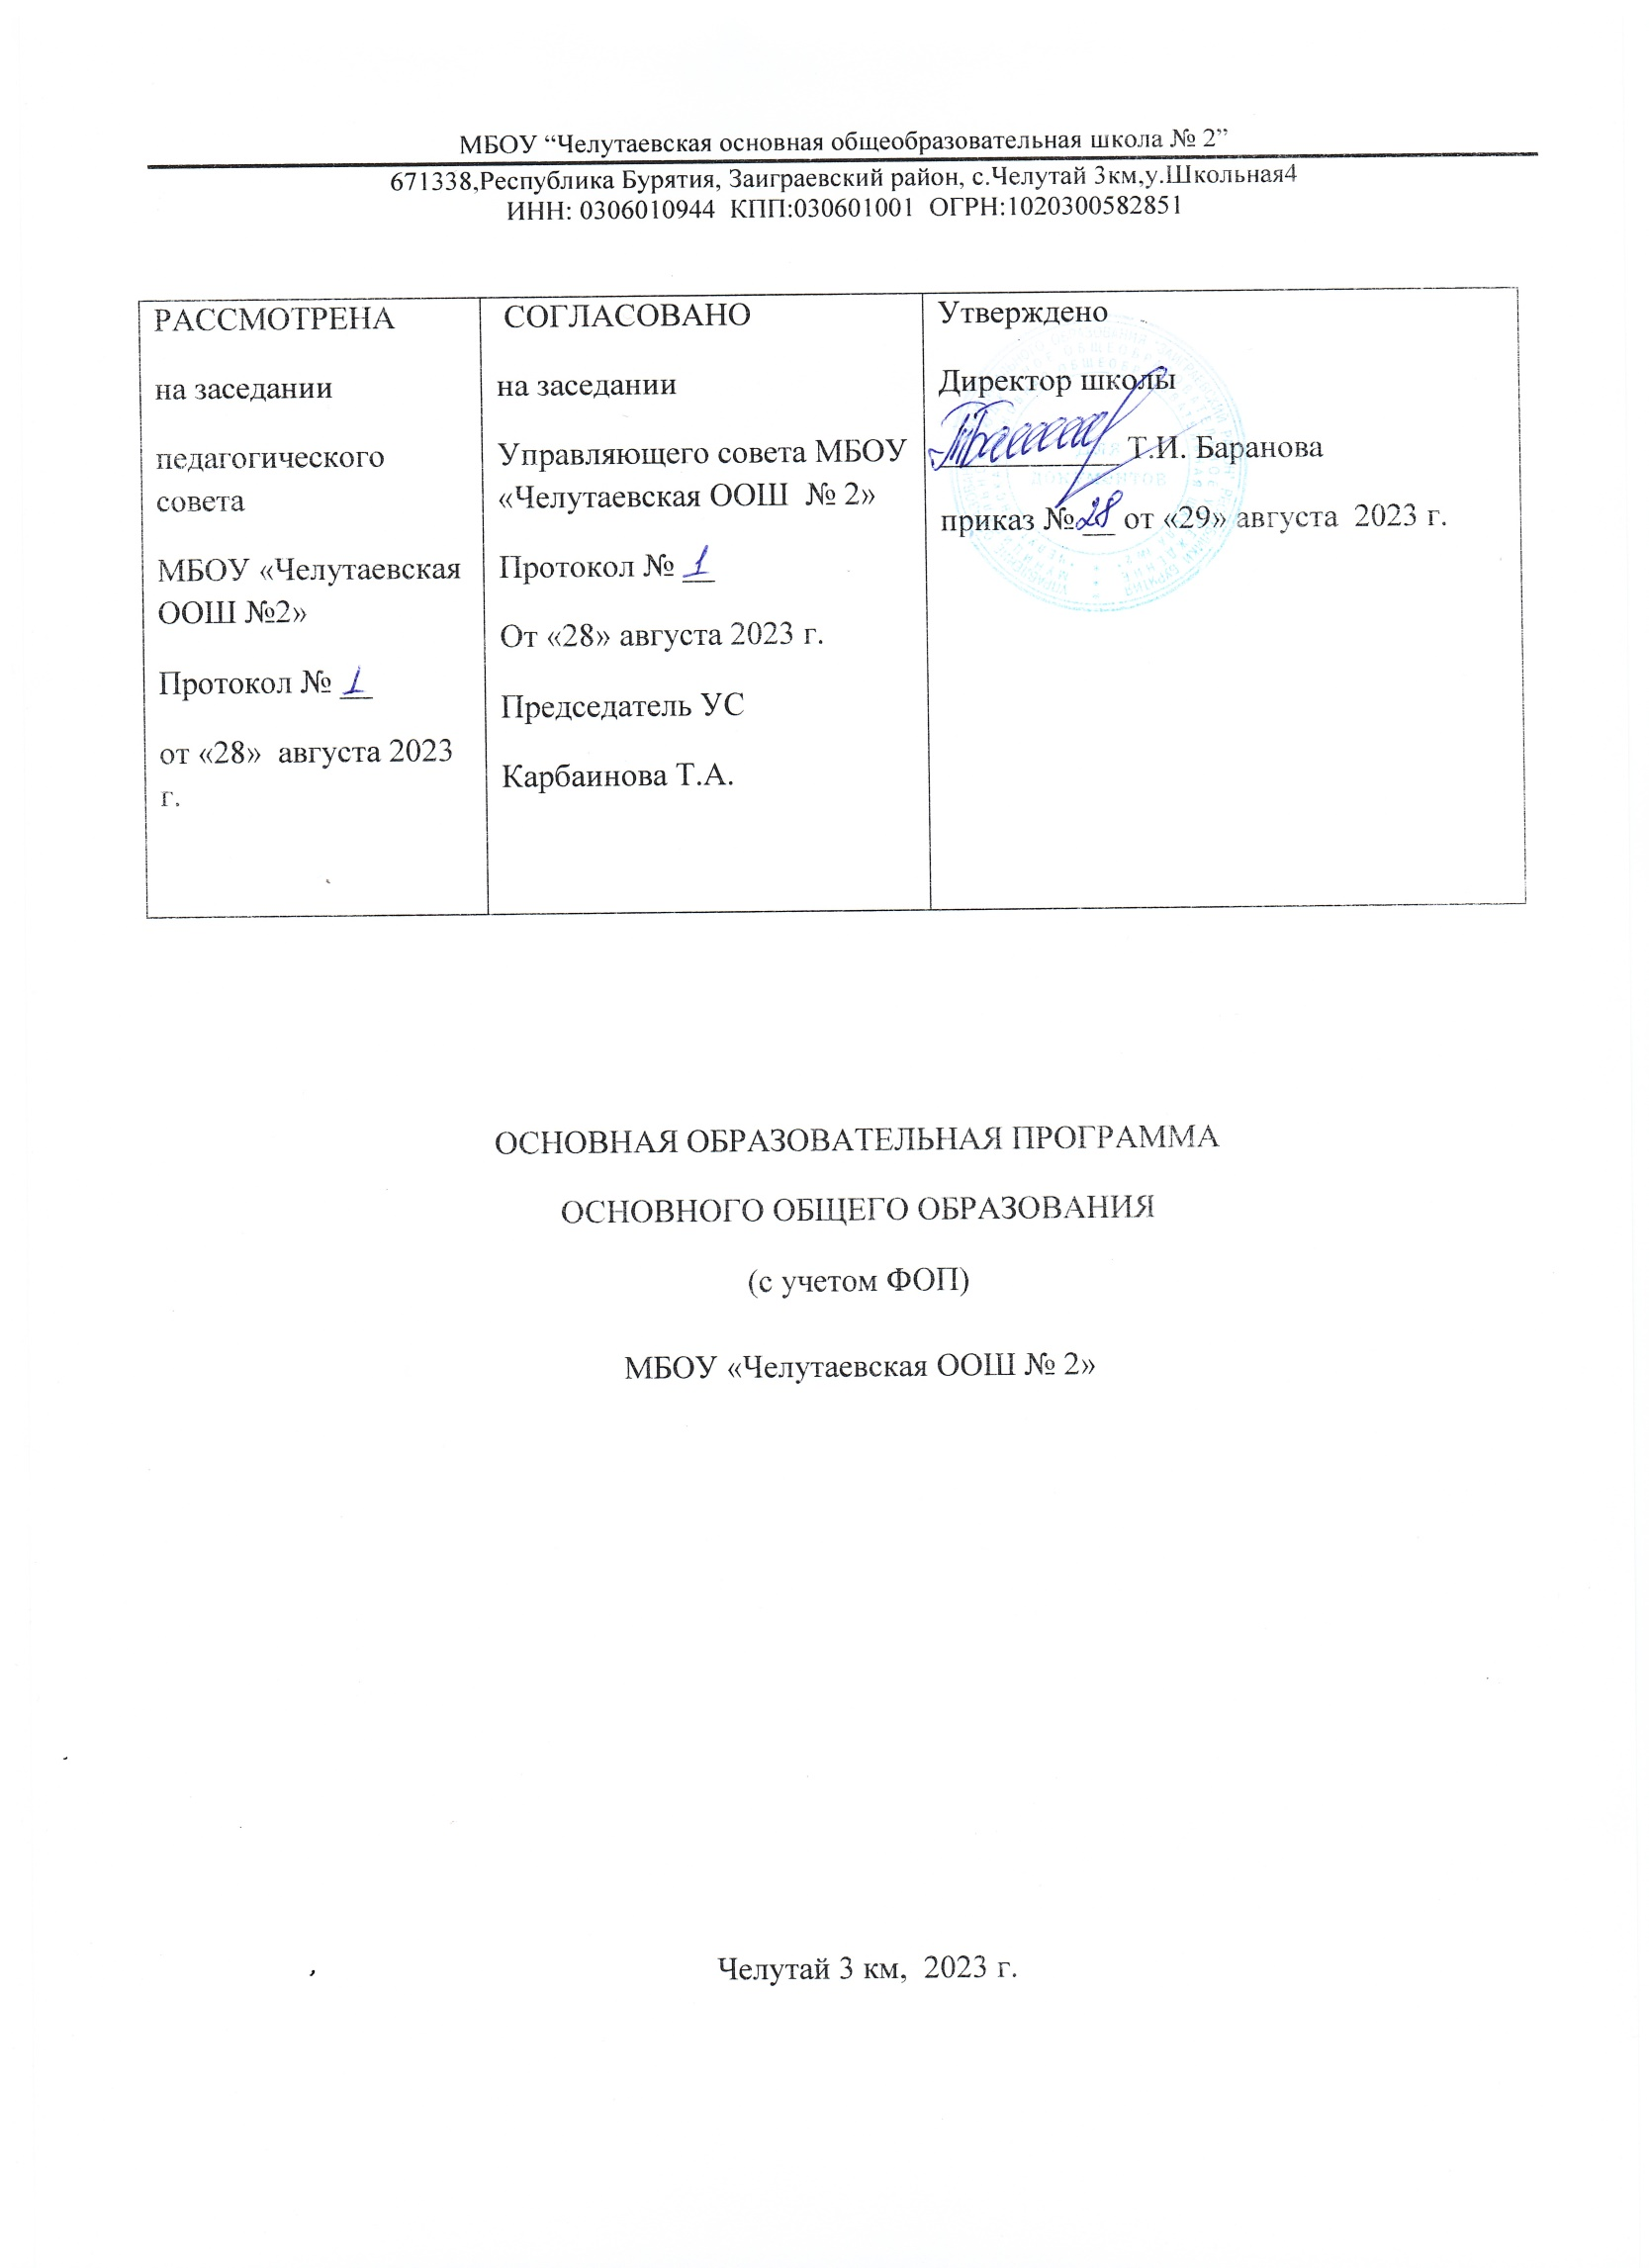 МБОУ “Челутаевская основная общеобразовательная школа № 2”
671338,Республика Бурятия, Заиграевский район, с.Челутай 3км,у.Школьная4
ИНН: 0306010944 КПП:030601001 ОГРН:1020300582851
РАССМОТРЕНА
на заседании
педагогического
совета
МБОУ «Челутаевская
ООШ №2»
Протокол № 1
от «28» августа 2023
г.
СОГЛАСОВАНО
на заседании
Управляющего совета МБОУ
«Челутаевская ООШ № 2»
Протокол № 1
От «28» августа 2023 г.
Председатель УС
Карбаинова Т.А.
Утверждено
Директор школы
Т.И. Баранова
приказ № 28 от «29» августа 2023 г.
ДЛЯ
ДОКУМЕНТОВ
ОСНОВНАЯ ОБРАЗОВАТЕЛЬНАЯ ПРОГРАММА
ОСНОВНОГО ОБЩЕГО ОБРАЗОВАНИЯ
(с учетом ФОП)
МБОУ «Челутаевская ООШ № 2»
Челутай 3 км, 2023 г.